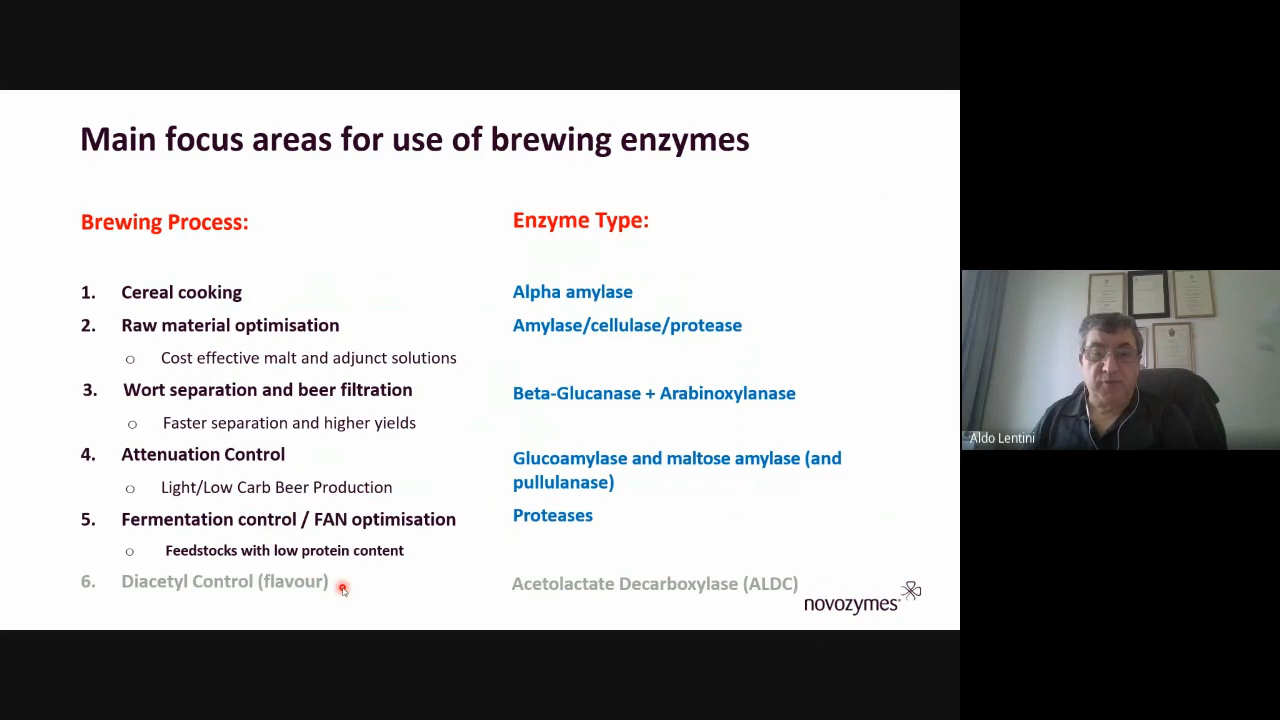 Main focus areas for use of brewing enzymes
Brewing Process:
Enzyme Type:
1. Cereal cooking
Alpha amylase
2. Raw material optimisation
Amylase/cellulase/protease
o Cost effective malt and adjunct solutions
3. Wort separation and beer filtration
Beta-Glucanase + Arabinoxylanase
o Faster separation and higher yields
4. Attenuation Control
Glucoamylase and maltose amylase (and
pullulanase)
o Light/Low Carb Beer Production
5. Fermentation control / FAN optimisation
Proteases
o Feedstocks with low protein content
6. Diacetyl Control (flavour)
Acetolactate Decarboxylase (ALDC)
novozymes
Aldo Lentini